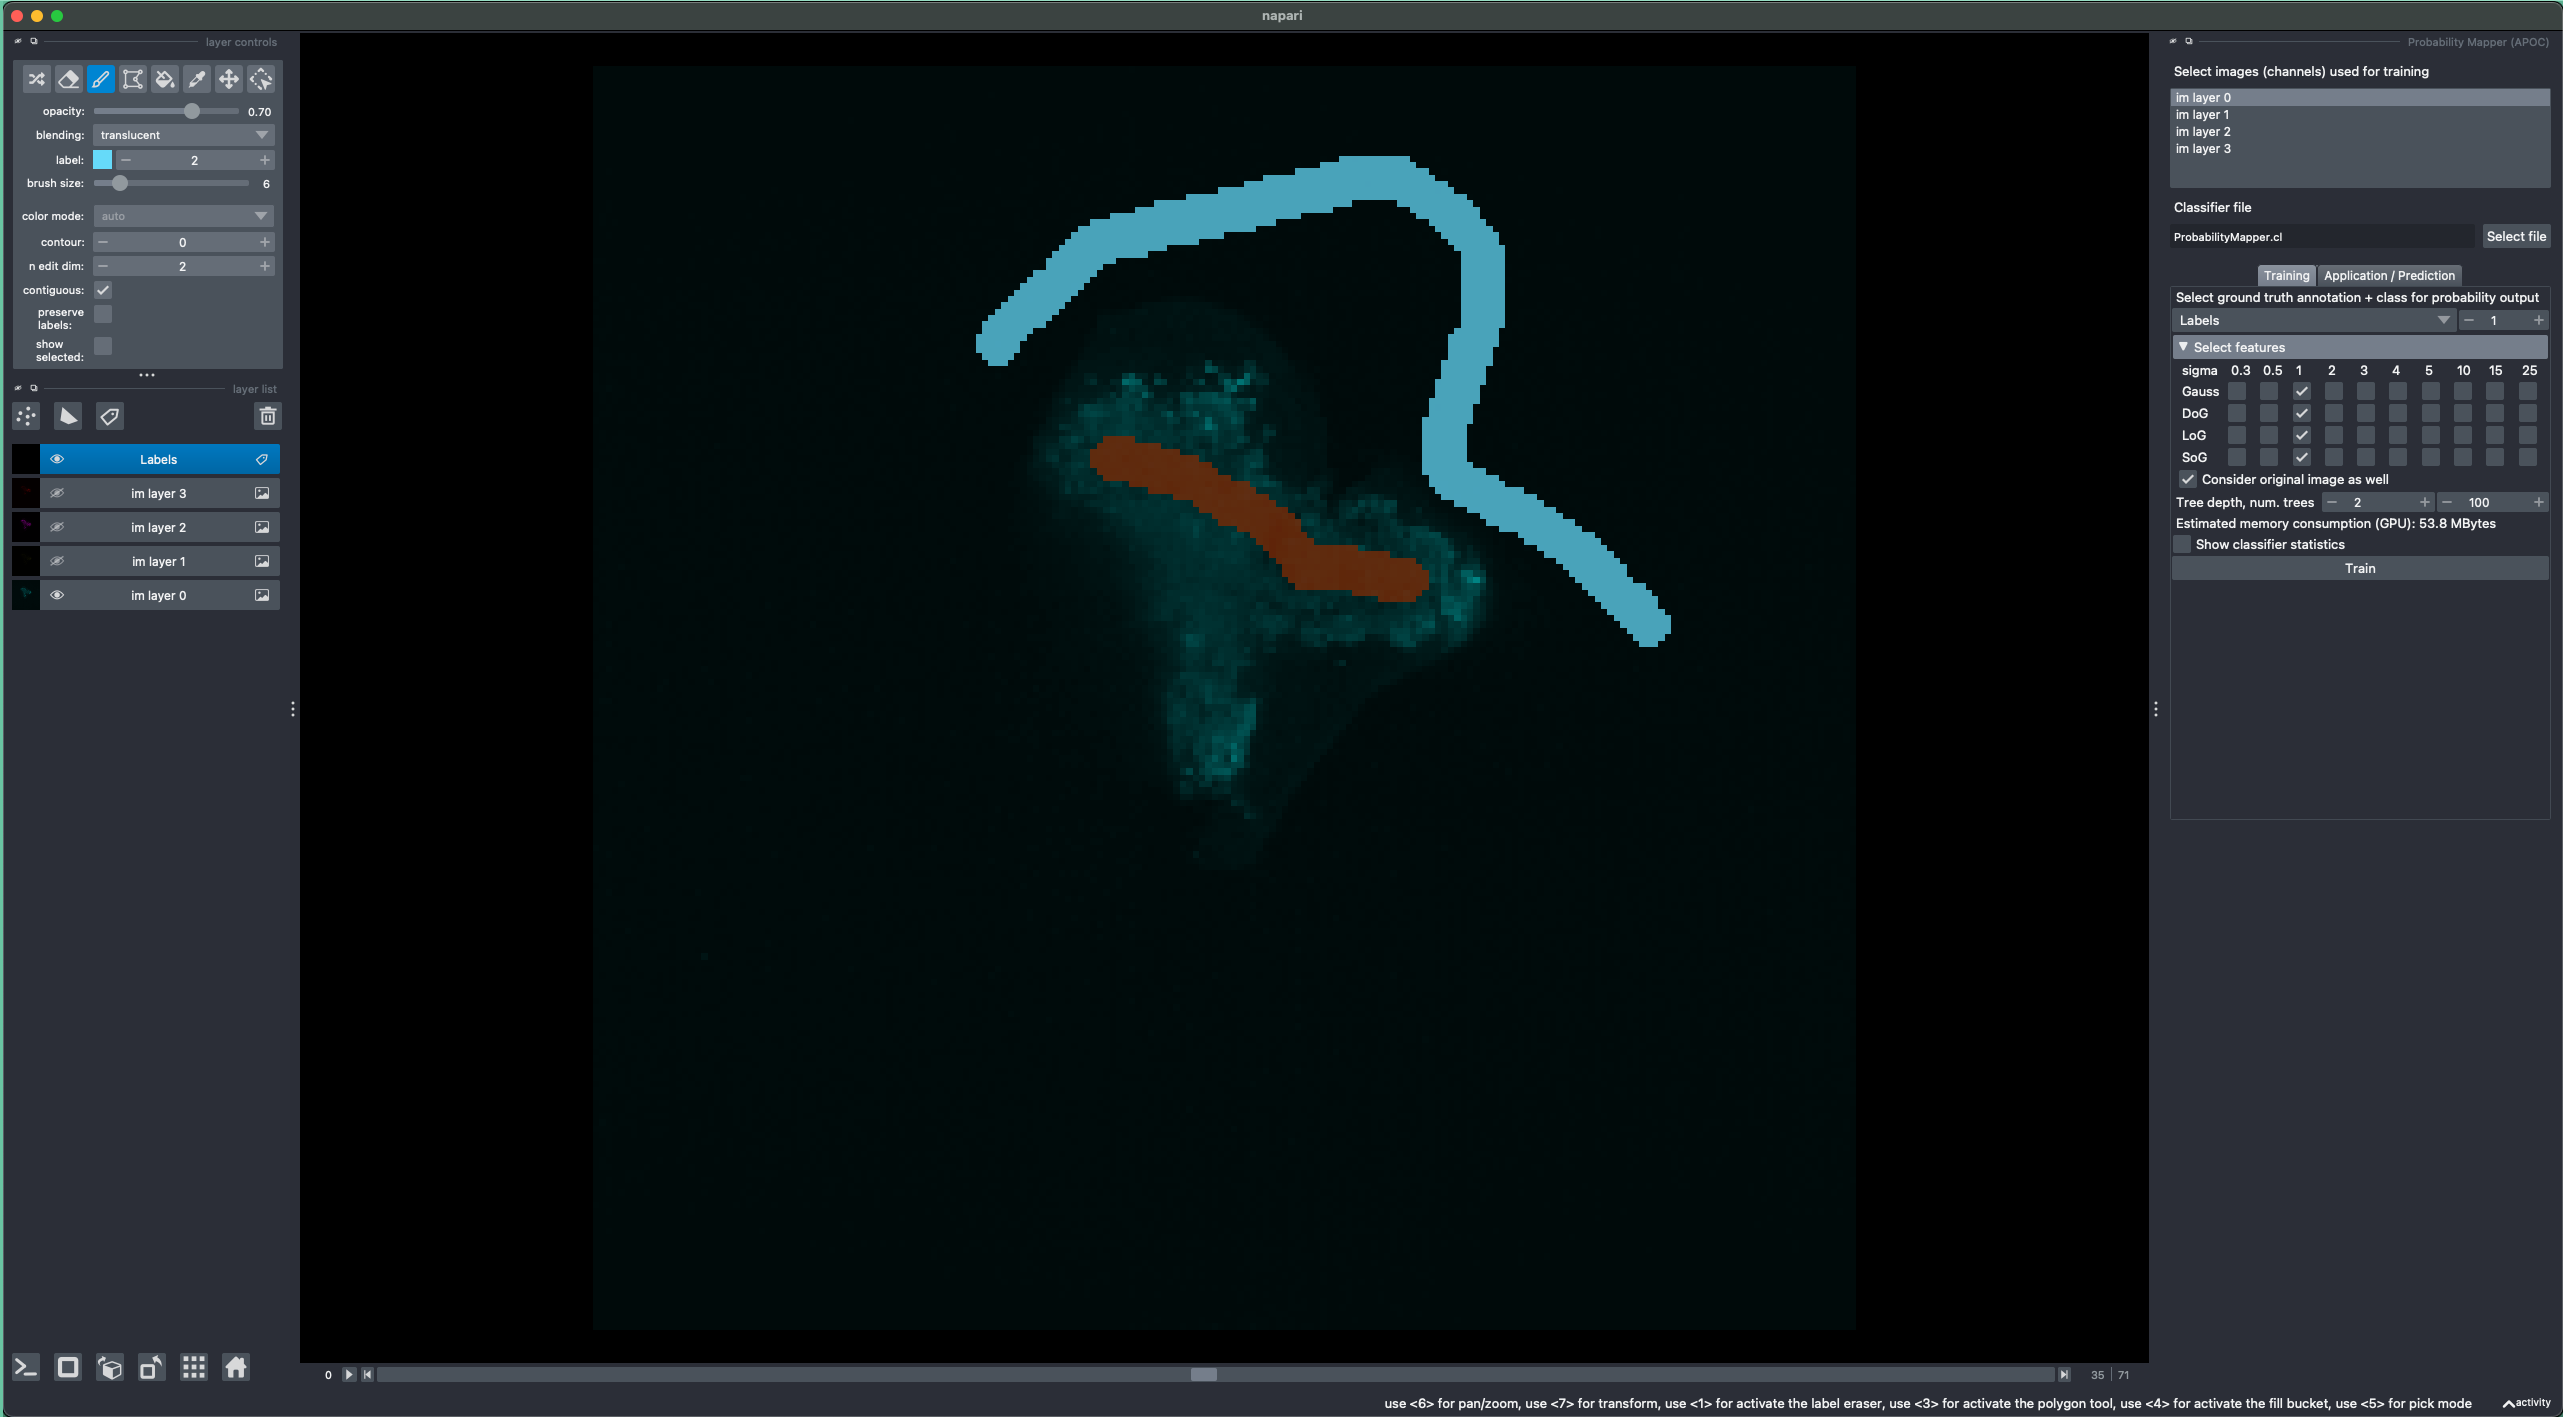 napari
layer controls
opacity: 0.70
blending: translucent
label: 2
brush size: 6
color mode: auto
contour: 0
n edit dim: 2
contiguous:
preserve
labels:
show
selected:
layer list
Labels
im layer 3
im layer 2
im layer 1
im layer 0
0
35 | 71
use <6> for pan/zoom, use <7> for transform, use <1> for activate the label eraser, use <3> for activate the polygon tool, use <4> for activate the fill bucket, use <5> for pick mode
activity
Probability Mapper (APOC)
Select images (channels) used for training
im layer 0
im layer 1
im layer 2
im layer 3
Classifier file
ProbabilityMapper.cl Select file
Training Application / Prediction
Select ground truth annotation + class for probability output
Labels 1
Select features
sigma 0.3 0.5 1 2 3 4 5 10 15 25
Gauss
DoG
LoG
SoG
Consider original image as well
Tree depth, num. trees 2 100
Estimated memory consumption (GPU): 53.8 MBytes
Show classifier statistics
Train